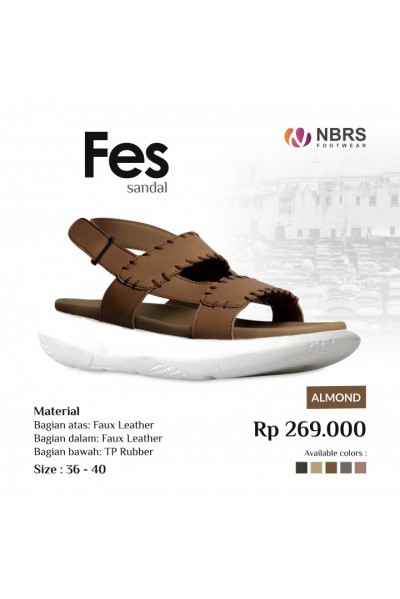 Fes
sandal
NBRS
FOOTWEAR
Material
Bagian atas: Faux Leather
Bagian dalam: Faux Leather
Bagian bawah: TP Rubber
Size : 36 - 40
ALMOND
Rp 269.000
Available colors :